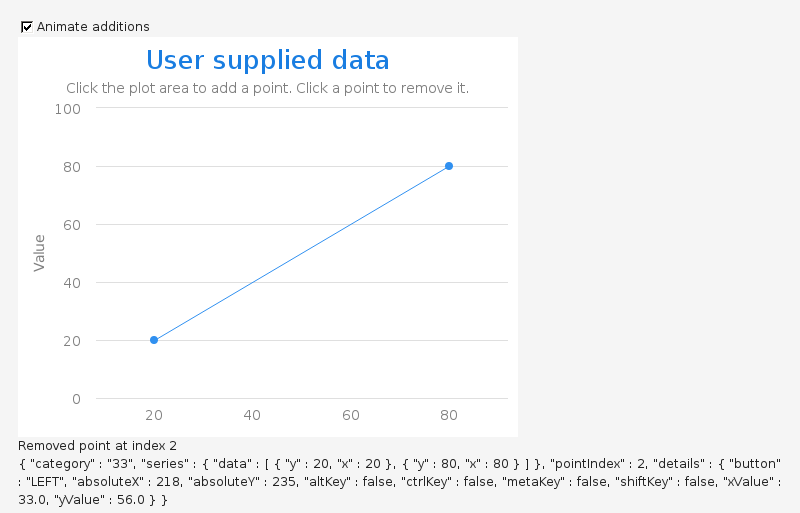 Animate additions
User supplied data
Click the plot area to add a point. Click a point to remove it.
100
80
60
40
20
0
Value
20 40 60 80
Removed point at index 2
{ "category" : "33", "series" : { "data" : [ { "y" : 20, "x" : 20 }, { "y" : 80, "x" : 80 } ] }, "pointIndex" : 2, "details" : { "button"
: "LEFT", "absoluteX" : 218, "absoluteY" : 235, "altKey" : false, "ctrlKey" : false, "metaKey" : false, "shiftKey" : false, "xValue" :
33.0, "yValue" : 56.0 } }